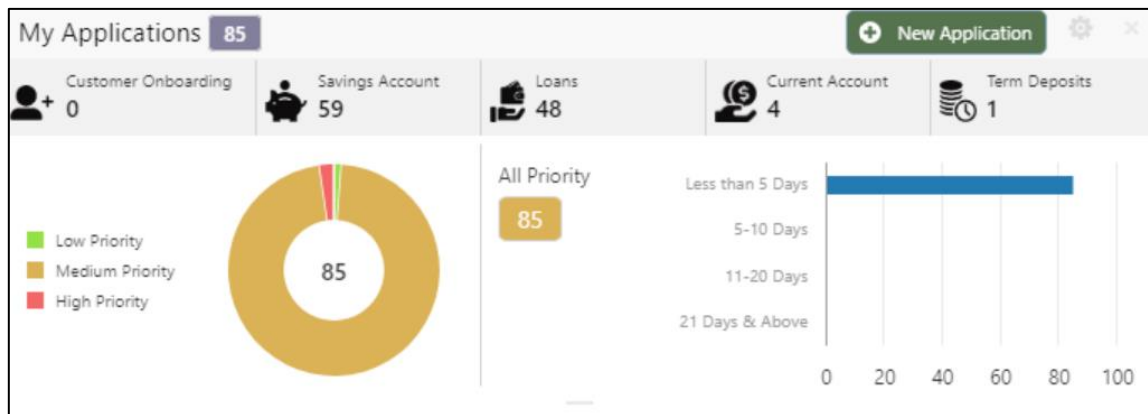 My Applications 85
New Application
Customer Onboarding
0
Savings Account
59
Loans
48
Current Account
4
Term Deposits
1
Low Priority
Medium Priority
High Priority
85
All Priority
85
Less than 5 Days
5-10 Days
11-20 Days
21 Days & Above
0 20 40 60 80 100